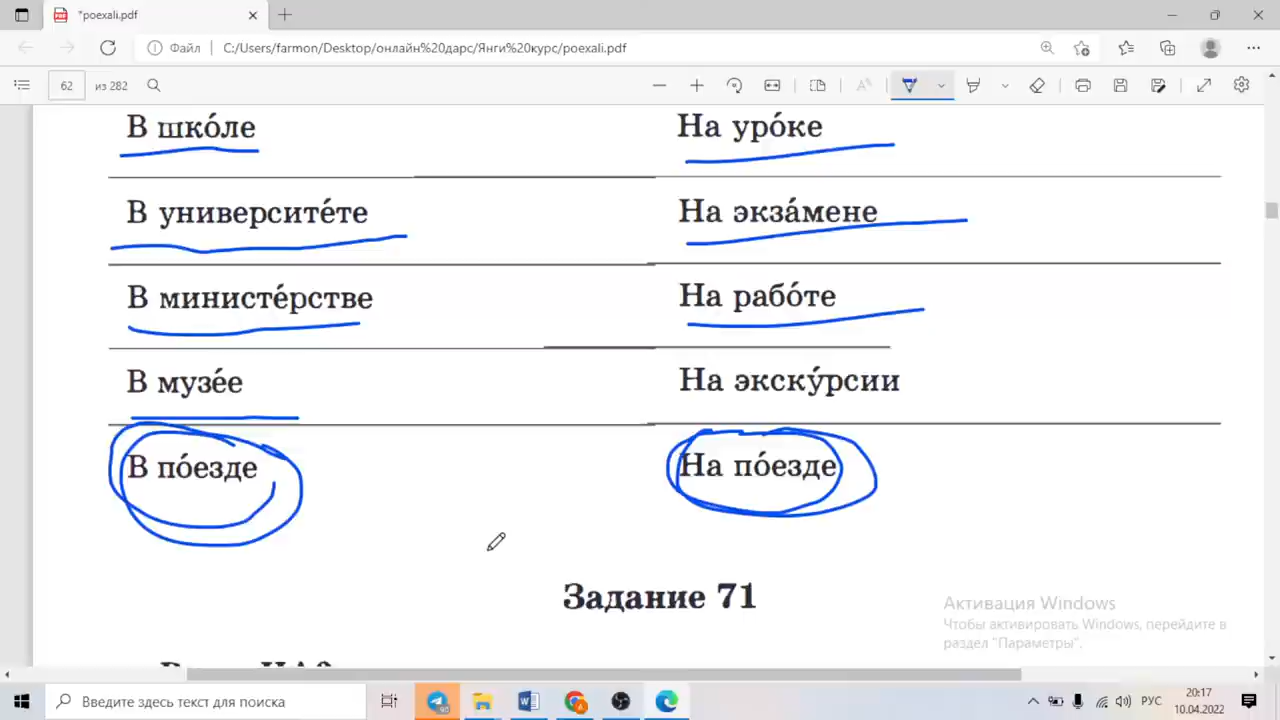 *poexali.pdf
Файл C:/Users/farmon/Desktop/онлайн%20дарс/Янги%20курс/poexali.pdf
62 из 282
В шко́ле На уро́ке
В университе́те На экза́мене
В министе́рстве На рабо́те
В музе́е На экску́рсии
В по́езде На по́езде
Задание 71
Активация Windows
Чтобы активировать Windows, перейдите в
раздел "Параметры".
Введите здесь текст для поиска
РУС
20:17
10.04.2022